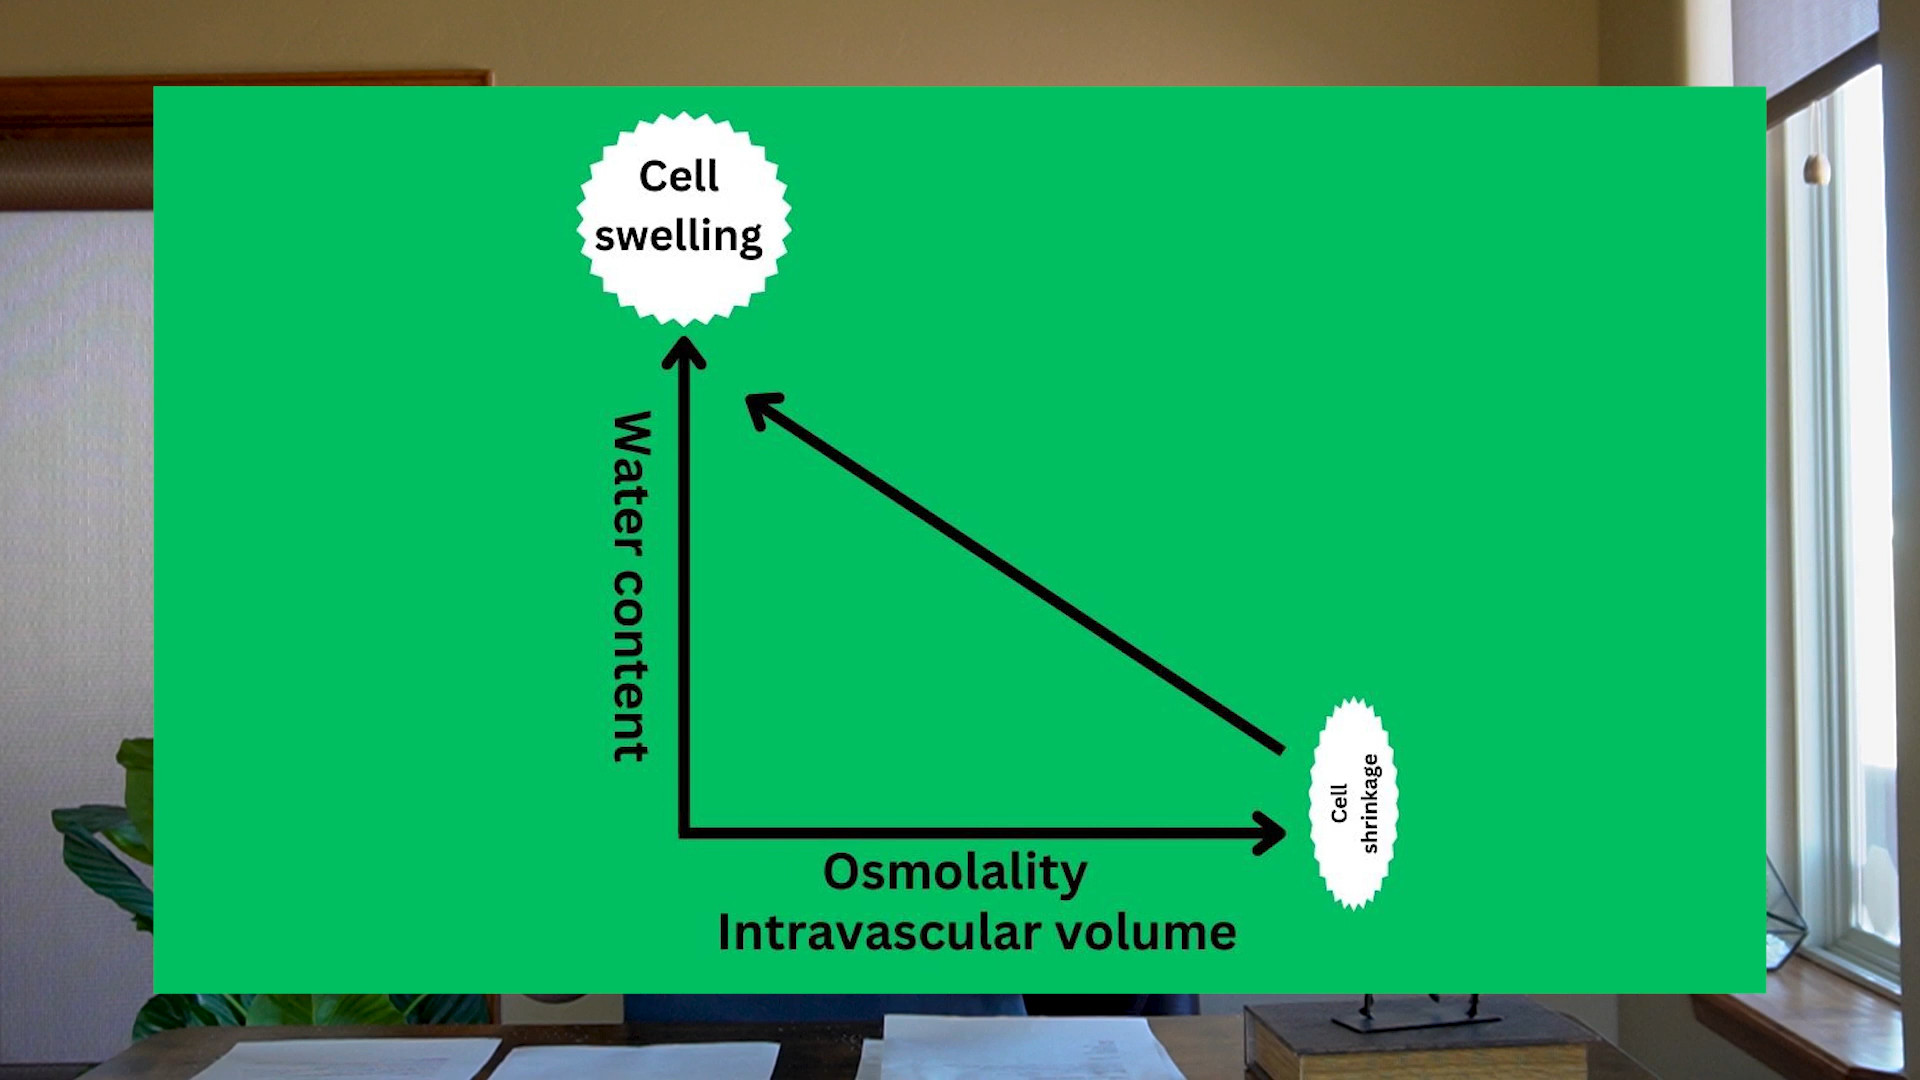 Cell
swelling
Water content
Cell
shrinkage
Osmolality
Intravascular volume